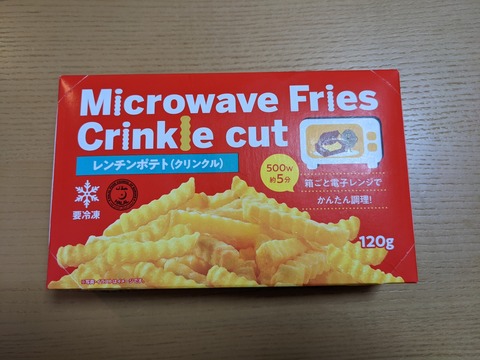 Microwave Fries
Crinkle cut
レンチンポテト(クリンクル)
500W
約5分
箱ごと電子レンジで
かんたん調理!
要冷凍
120g